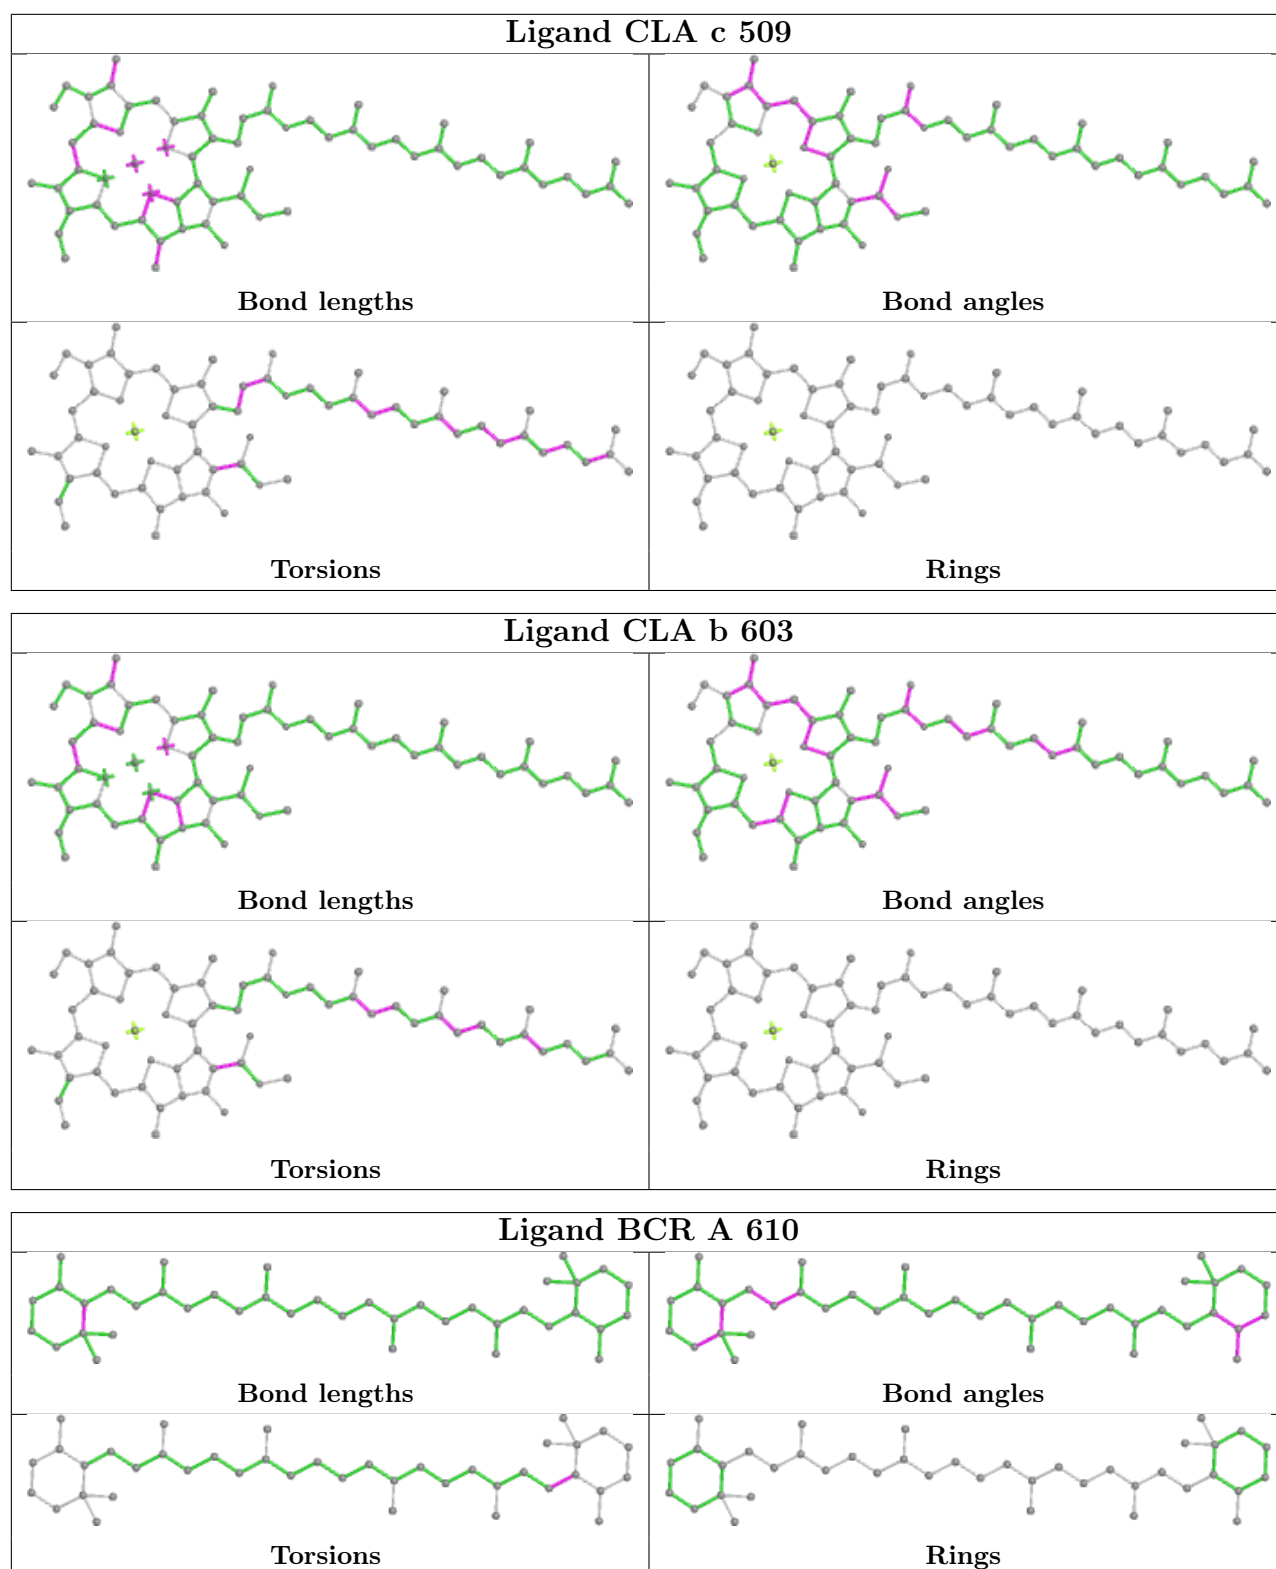 Ligand CLA c 509
Bond lengths
Bond angles
Torsions
Rings
Ligand CLA b 603
Bond lengths
Bond angles
Torsions
Rings
Ligand BCR A 610
Bond lengths
Bond angles
Torsions
Rings